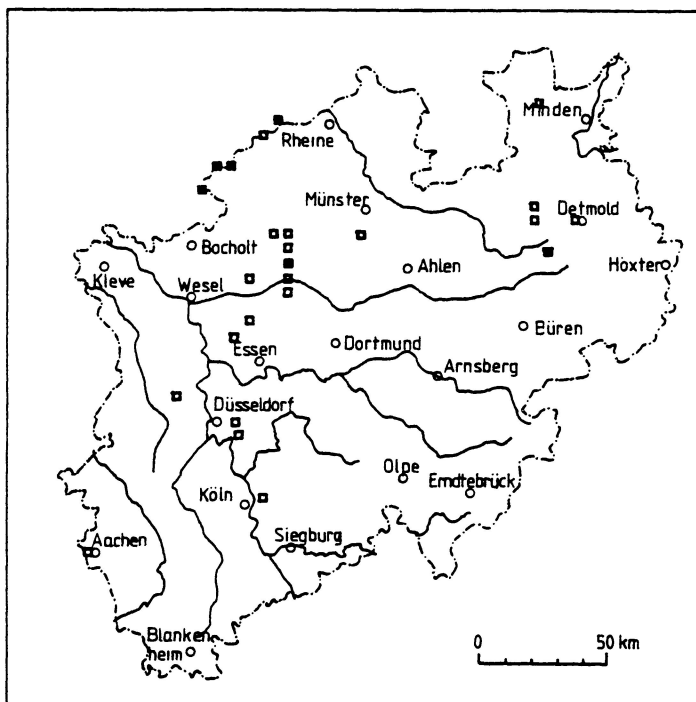 Minden
Rheine
Münster
Detmold
Bocholt
Ahlen
Höxter
Kleve
Wesel
Büren
Dortmund
Essen
Arnsberg
Düsseldorf
Olpe
Erndtebrück
Köln
Siegburg
Aachen
Blanken
heim
0 50 km